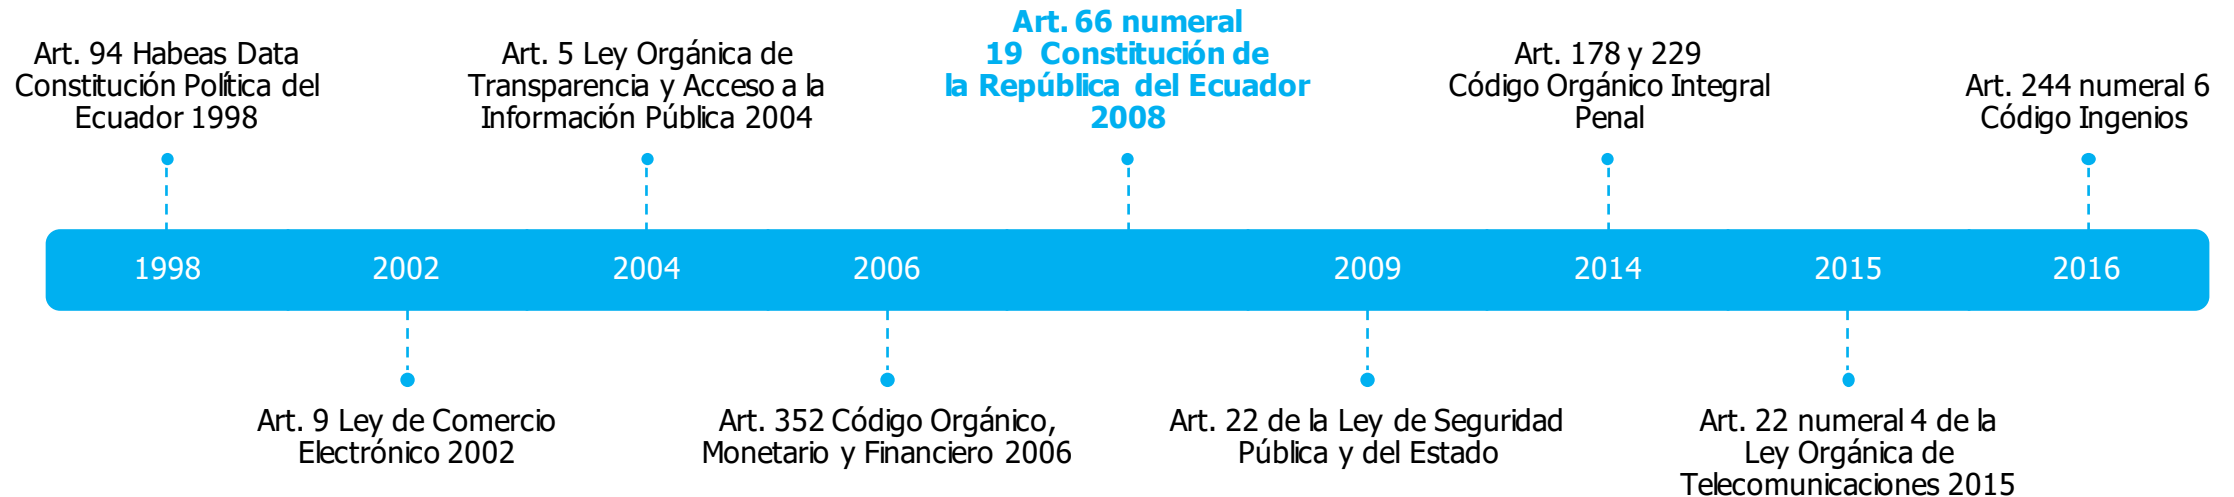 Art. 94 Habeas Data
Constitución Política del
Ecuador 1998
Art. 5 Ley Orgánica de
Transparencia y Acceso a la
Información Pública 2004
Art. 66 numeral
19 Constitución de
la República del Ecuador
2008
Art. 178 y 229
Código Orgánico Integral
Penal
Art. 244 numeral 6
Código Ingenios
1998
2002
2004
2006
2009
2014
2015
2016
Art. 9 Ley de Comercio
Electrónico 2002
Art. 352 Código Orgánico,
Monetario y Financiero 2006
Art. 22 de la Ley de Seguridad
Pública y del Estado
Art. 22 numeral 4 de la
Ley Orgánica de
Telecomunicaciones 2015